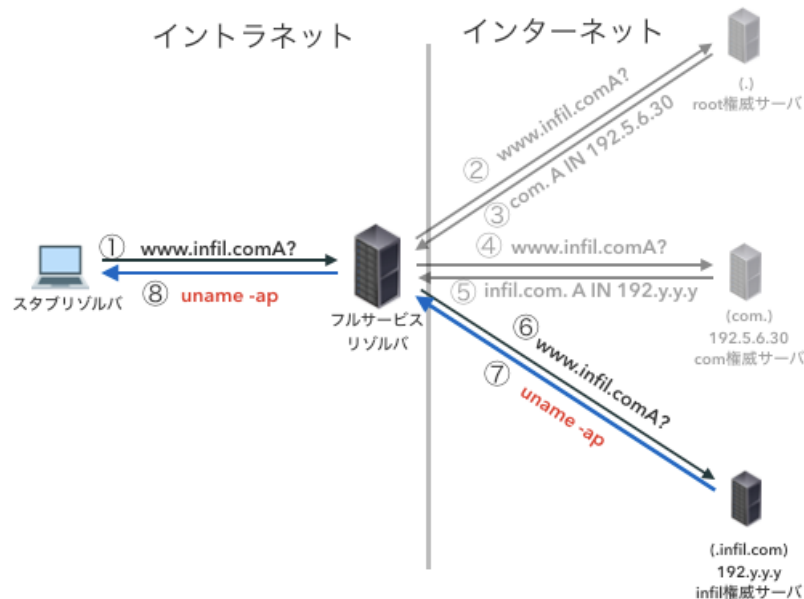 イントラネット
インターネット
(.)
root権威サーバ
② www.infil.comA?
③ com. A IN 192.5.6.30
① www.infil.comA?
⑧ uname -ap
スタブリゾルバ
フルサービス
リゾルバ
④ www.infil.comA?
⑤ infil.com. A IN 192.y.y.y
(com.)
192.5.6.30
com権威サーバ
⑥ www.infil.comA?
⑦ uname -ap
(.infil.com)
192.y.y.y
infil権威サーバ